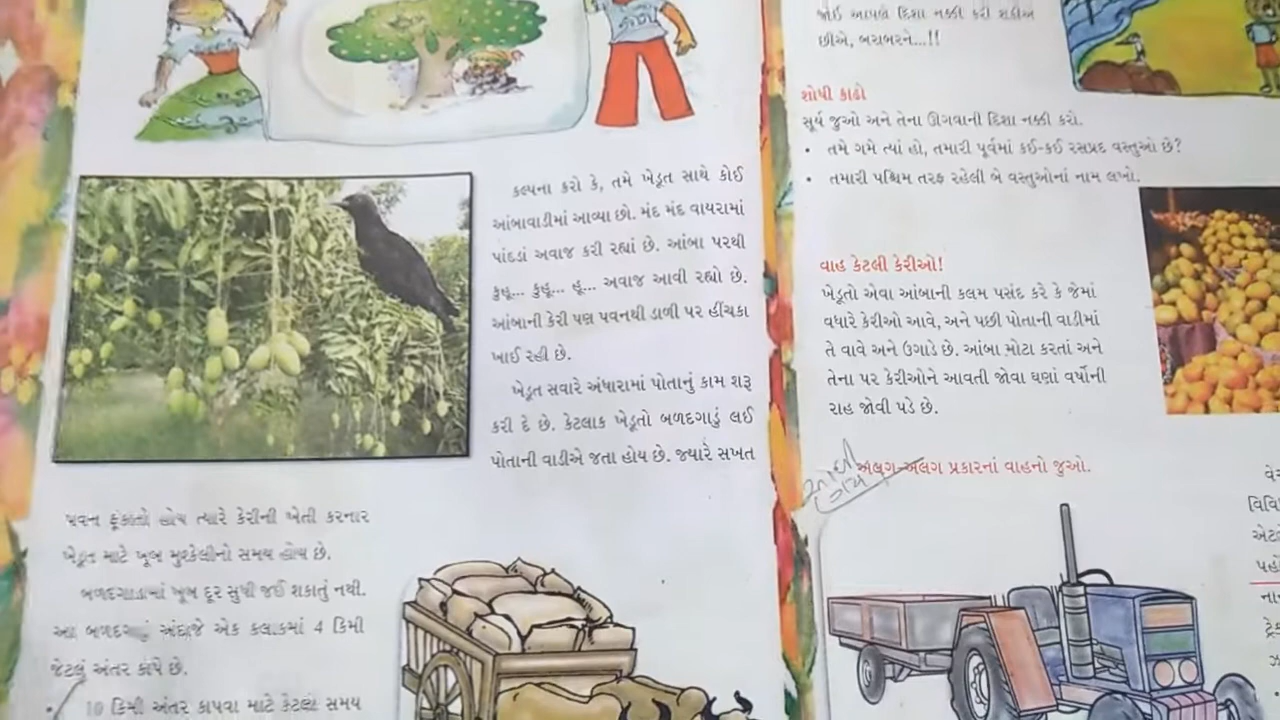 કલ્પના કરો કે, તમે ખેડૂત સાથે કોઈ
આંબાવાડીમાં આવ્યા છો. મંદ મંદ વાયરામાં
પાંદડાં અવાજ કરી રહ્યાં છે. આંબા પરથી
કુહૂ... કુહૂ... હૂ... અવાજ આવી રહ્યો છે.
આંબાની કેરી પણ પવનથી ડાળી પર હીંચકા
ખાઈ રહી છે.
ખેડૂત સવારે અંધારામાં પોતાનું કામ શરૂ
કરી દે છે. કેટલાક ખેડૂતો બળદગાડું લઈ
પોતાની વાડીએ જતા હોય છે. જ્યારે સખત
પવન ફૂંકાતો હોય ત્યારે કેરીની ખેતી કરનાર
ખેડૂત માટે ખૂબ મુશ્કેલીનો સમય હોય છે.
બળદગાડામાં ખૂબ દૂર સુધી જઈ શકાતું નથી.
આ અંદાજે એક કલાકમાં 4 કિમી
જેટલું અંતર કાપે છે.
• 10 કિમી અંતર કાપવા માટે કેટલો સમય
જોઈ આપણે દિશા નક્કી કરી શકીએ
છીએ, બરાબરને...!!
શોધી કાઢો
સૂર્ય જુઓ અને તેના ઊગવાની દિશા નક્કી કરો.
• તમે ગમે ત્યાં હો, તમારી પૂર્વમાં કઈ-કઈ રસપ્રદ વસ્તુઓ છે?
• તમારી પશ્ચિમ તરફ રહેલી બે વસ્તુઓનાં નામ લખો.
વાહ કેટલી કેરીઓ!
ખેડૂતો એવા આંબાની કલમ પસંદ કરે કે જેમાં
વધારે કેરીઓ આવે, અને પછી પોતાની વાડીમાં
તે વાવે અને ઉગાડે છે. આંબા મોટા કરતાં અને
તેના પર કેરીઓને આવતી જોવા ઘણાં વર્ષોની
રાહ જોવી પડે છે.
અલગ-અલગ પ્રકારનાં વાહનો જુઓ.